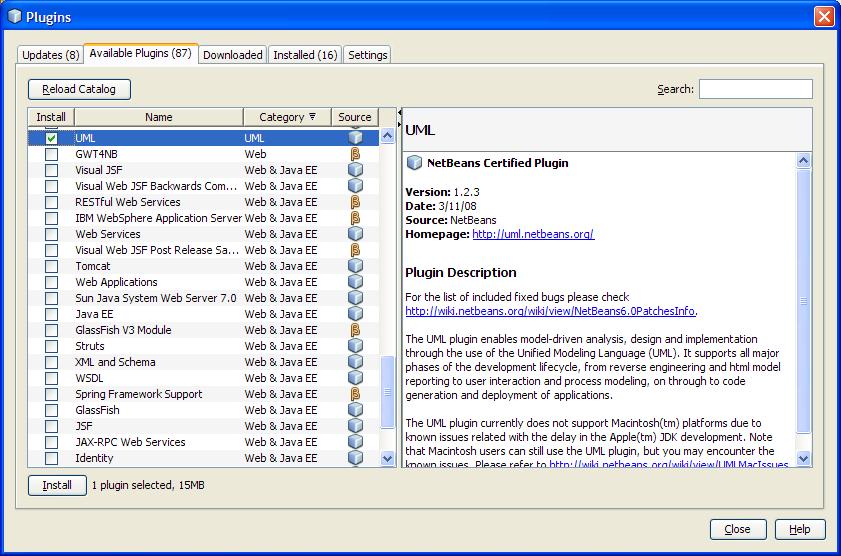 Plugins
Updates (8) Available Plugins (87) Downloaded Installed (16) Settings
Reload Catalog Search:
Install Name Category Source
UML UML
GWT4NB Web
Visual JSF Web & Java EE
Visual Web JSF Backwards Com... Web & Java EE
RESTful Web Services Web & Java EE
IBM WebSphere Application Server Web & Java EE
Web Services Web & Java EE
Visual Web JSF Post Release Sa... Web & Java EE
Tomcat Web & Java EE
Web Applications Web & Java EE
Sun Java System Web Server 7.0 Web & Java EE
Java EE Web & Java EE
GlassFish V3 Module Web & Java EE
Struts Web & Java EE
XML and Schema Web & Java EE
WSDL Web & Java EE
Spring Framework Support Web & Java EE
GlassFish Web & Java EE
JSF Web & Java EE
JAX-RPC Web Services Web & Java EE
Identity Web & Java EE
UML
NetBeans Certified Plugin
Version: 1.2.3
Date: 3/11/08
Source: NetBeans
Homepage: http://uml.netbeans.org/
Plugin Description
For the list of included fixed bugs please check
http://wiki.netbeans.org/wiki/view/NetBeans6.0PatchesInfo.
The UML plugin enables model-driven analysis, design and implementation
through the use of the Unified Modeling Language (UML). It supports all major
phases of the development lifecycle, from reverse engineering and html model
reporting to user interaction and process modeling, on through to code
generation and deployment of applications.
The UML plugin currently does not support Macintosh(tm) platforms due to
known issues related with the delay in the Apple(tm) JDK development. Note
that Macintosh users can still use the UML plugin, but you may encounter the
known issues. Please refer to http://wiki.netbeans.org/wiki/view/UMLMacIssues
Install 1 plugin selected, 15MB
Close Help